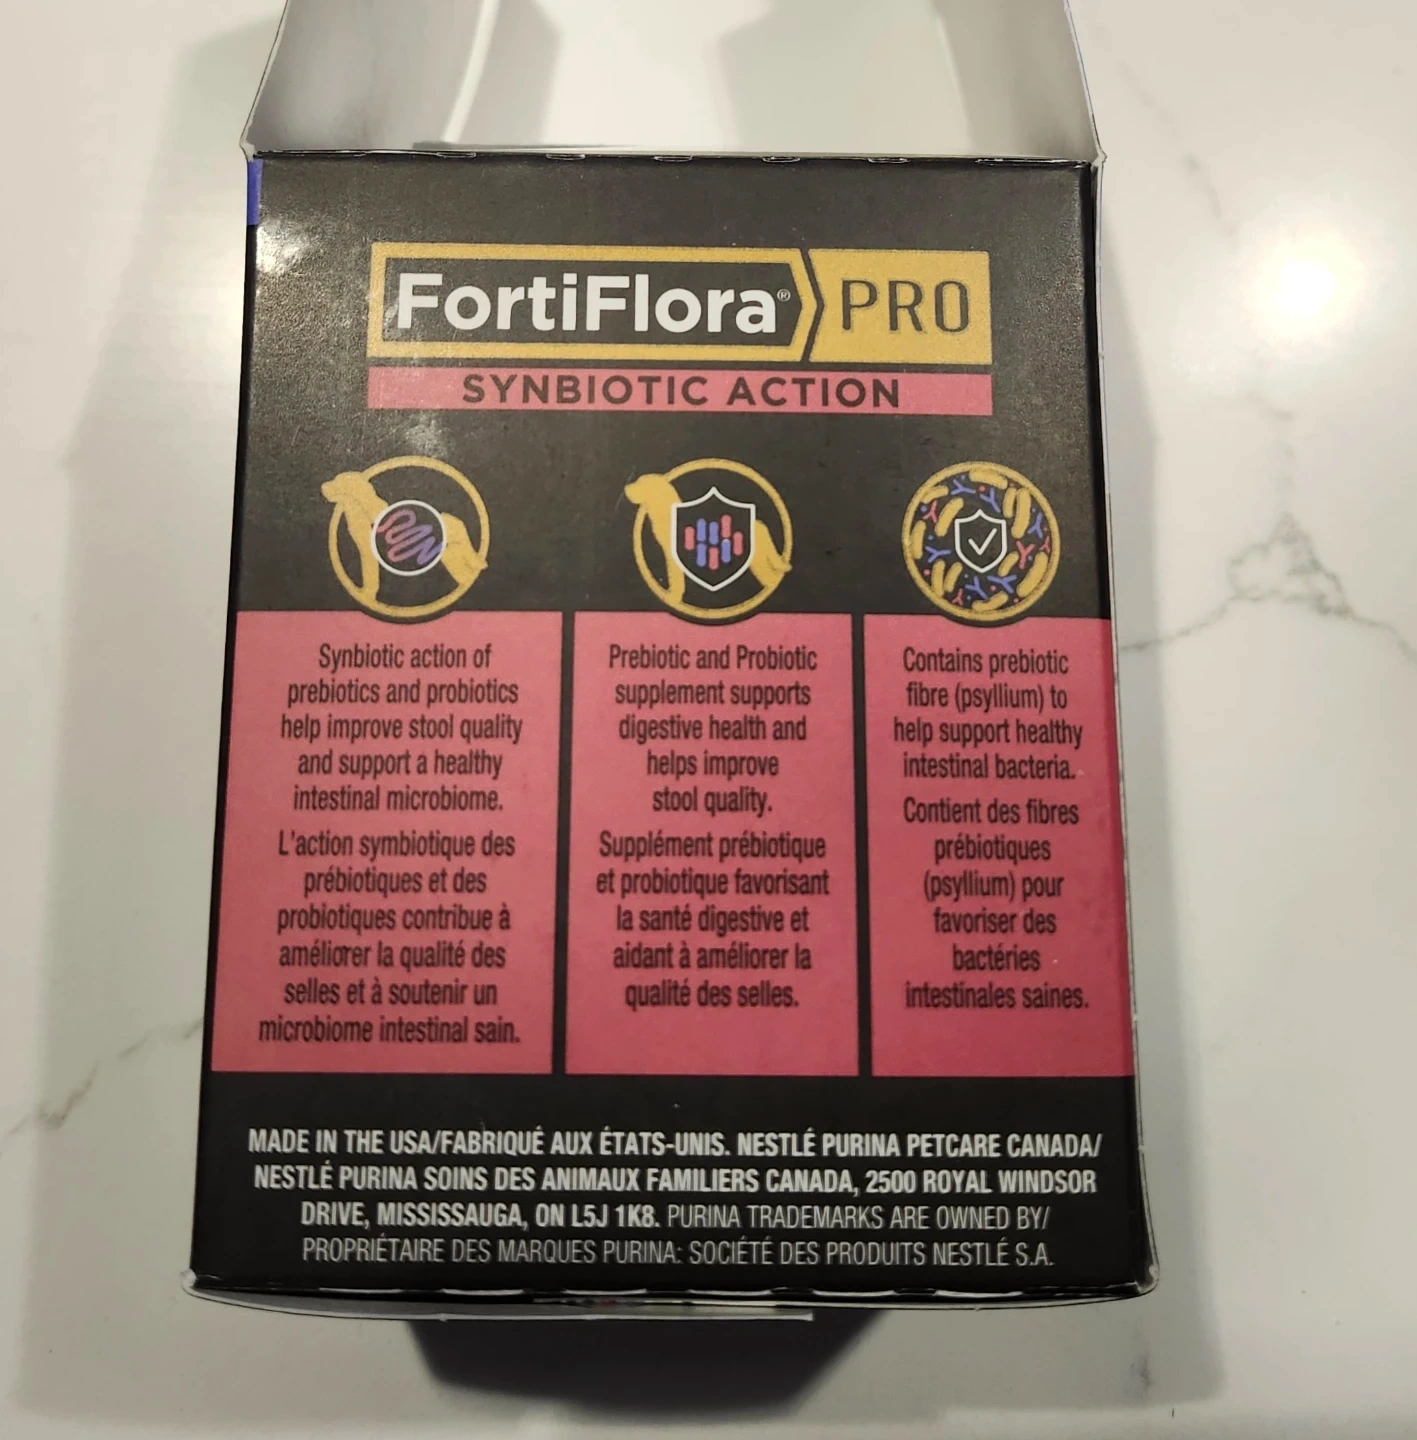 FortiFlora® PRO
SYNBIOTIC ACTION
Synbiotic action of
prebiotics and probiotics
help improve stool quality
and support a healthy
intestinal microbiome.
L'action symbiotique des
prébiotiques et des
probiotiques contribue à
améliorer la qualité des
selles et à soutenir un
microbiome intestinal sain.
Prebiotic and Probiotic
supplement supports
digestive health and
helps improve
stool quality.
Supplément prébiotique
et probiotique favorisant
la santé digestive et
aidant à améliorer la
qualité des selles.
Contains prebiotic
fibre (psyllium) to
help support healthy
intestinal bacteria.
Contient des fibres
prébiotiques
(psyllium) pour
favoriser des
bactéries
intestinales saines.
MADE IN THE USA/FABRIQUÉ AUX ÉTATS-UNIS. NESTLÉ PURINA PETCARE CANADA/
NESTLÉ PURINA SOINS DES ANIMAUX FAMILIERS CANADA, 2500 ROYAL WINDSOR
DRIVE, MISSISSAUGA, ON L5J 1K8. PURINA TRADEMARKS ARE OWNED BY/
PROPRIÉTAIRE DES MARQUES PURINA: SOCIÉTÉ DES PRODUITS NESTLÉ S.A.